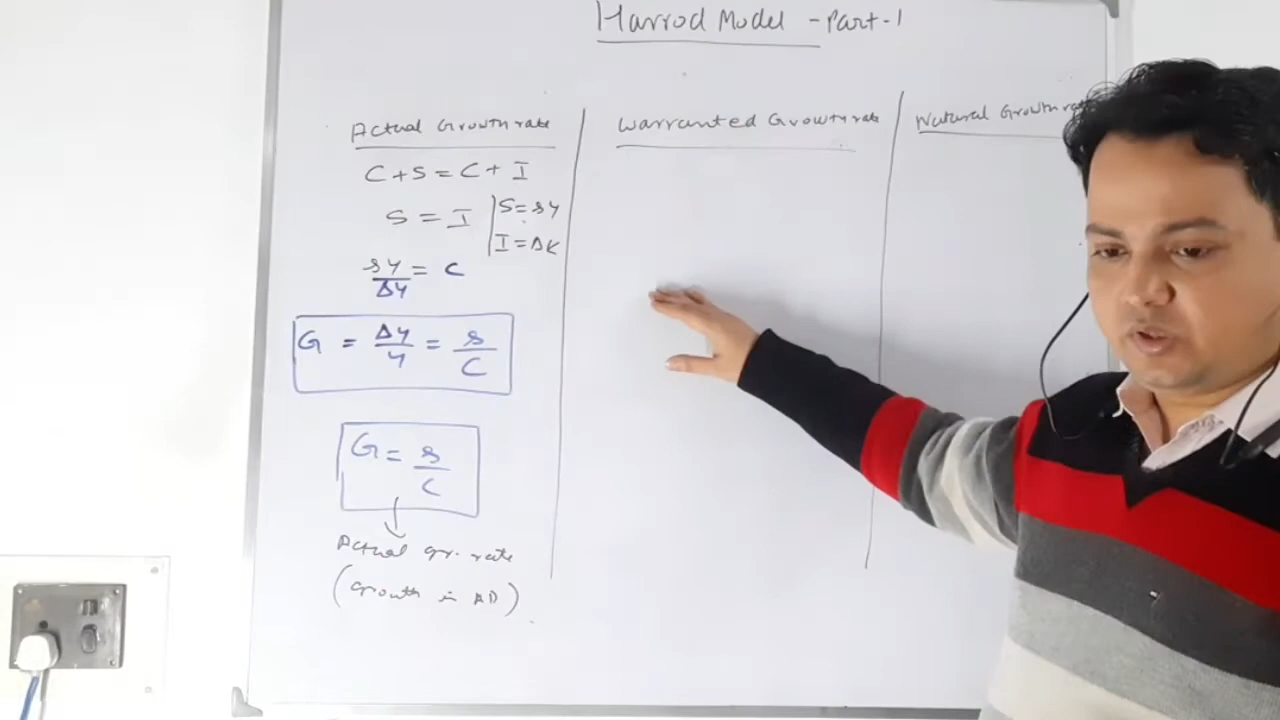 Harrod Model - Part-1
Actual Growth rate
C + S = C + I
S = I | S = sy
I = ΔK
sy/Δy = C
G = Δy/y = s/C
G = s/C
Actual gr. rate
(Growth in AD)
Warranted Growth rate
Natural Growth rate